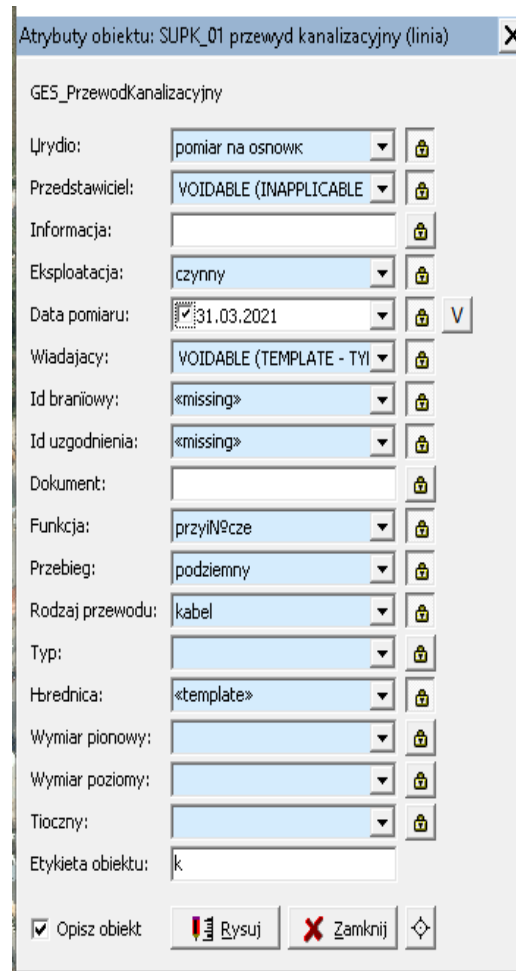 Atrybuty obiektu: SUPK_01 przewyd kanalizacyjny (linia)
GES_PrzewodKanalizacyjny
Џrydio: pomiar na osnowк
Przedstawiciel: VOIDABLE (INAPPLICABLE
Informacja:
Eksploatacja: czynny
Data pomiaru: 31.03.2021 V
Wiadajacy: VOIDABLE (TEMPLATE - TYI
Id branїowy: «missing»
Id uzgodnienia: «missing»
Dokument:
Funkcja: przyiN№cze
Przebieg: podziemny
Rodzaj przewodu: kabel
Typ:
Њrednica: «template»
Wymiar pionowy:
Wymiar poziomy:
Tioczny:
Etykieta obiektu: k
Opisz obiekt Rysuj Zamknij